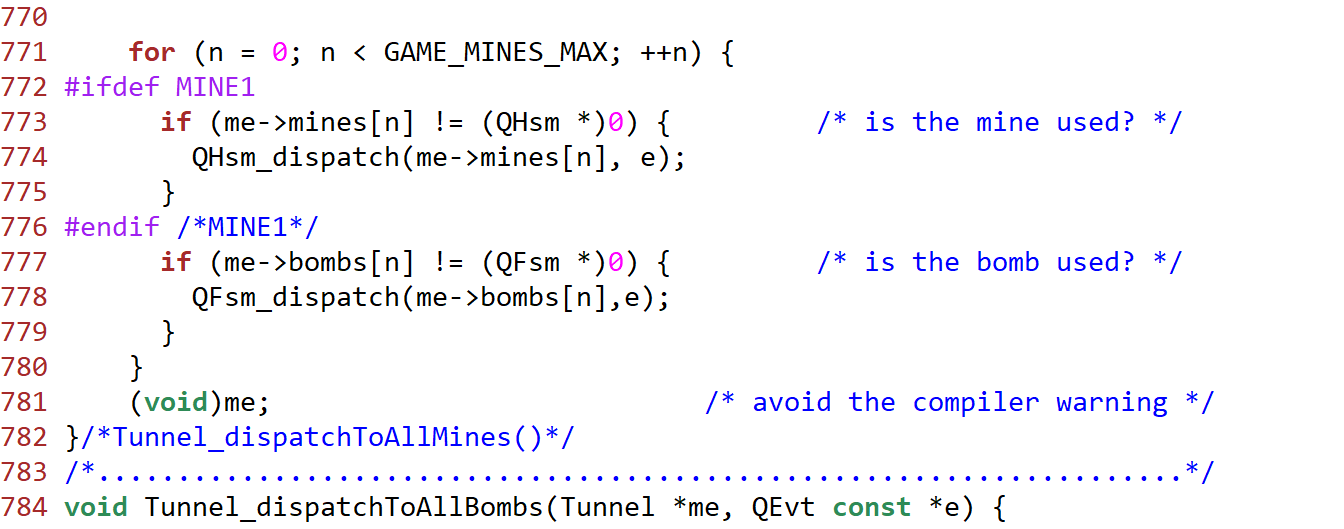 770
771     for (n = 0; n < GAME_MINES_MAX; ++n) {
772 #ifdef MINE1
773       if (me->mines[n] != (QHsm *)0) {         /* is the mine used? */
774         QHsm_dispatch(me->mines[n], e);
775       }
776 #endif /*MINE1*/
777       if (me->bombs[n] != (QFsm *)0) {         /* is the bomb used? */
778         QFsm_dispatch(me->bombs[n],e);
779       }
780     }
781     (void)me;                           /* avoid the compiler warning */
782 }/*Tunnel_dispatchToAllMines()*/
783 /*....................................................................*/
784 void Tunnel_dispatchToAllBombs(Tunnel *me, QEvt const *e) {